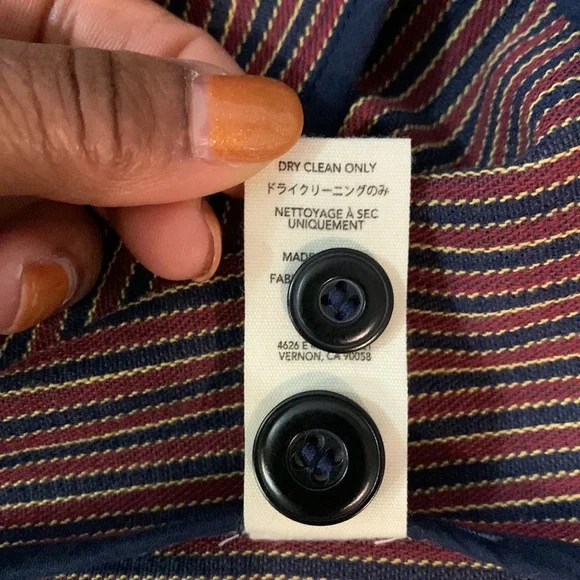 DRY CLEAN ONLY
ドライクリーニングのみ
NETTOYAGE À SEC
UNIQUEMENT
MADE
4626 E
VERNON, CA 90058